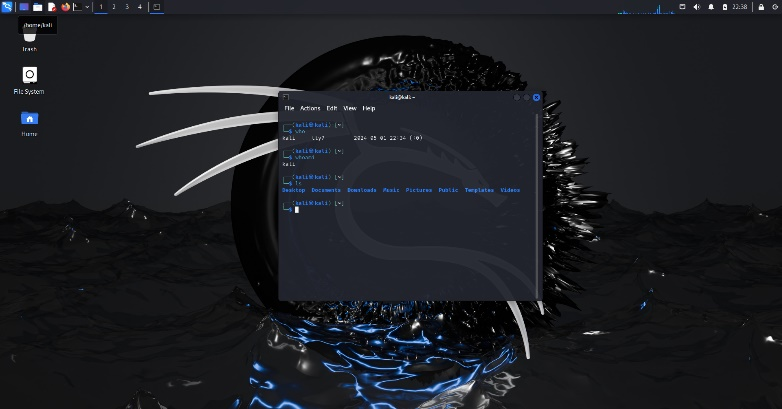 1 2 3 4
22:38
/home/kali
Trash
File System
Home
kali@kali: ~
File Actions Edit View Help
┌──(kali㉿kali)-[~]
└─$ who
kali tty7 2024-05-01 22:34 (:0)
┌──(kali㉿kali)-[~]
└─$ whoami
kali
┌──(kali㉿kali)-[~]
└─$ ls
Desktop Documents Downloads Music Pictures Public Templates Videos
┌──(kali㉿kali)-[~]
└─$